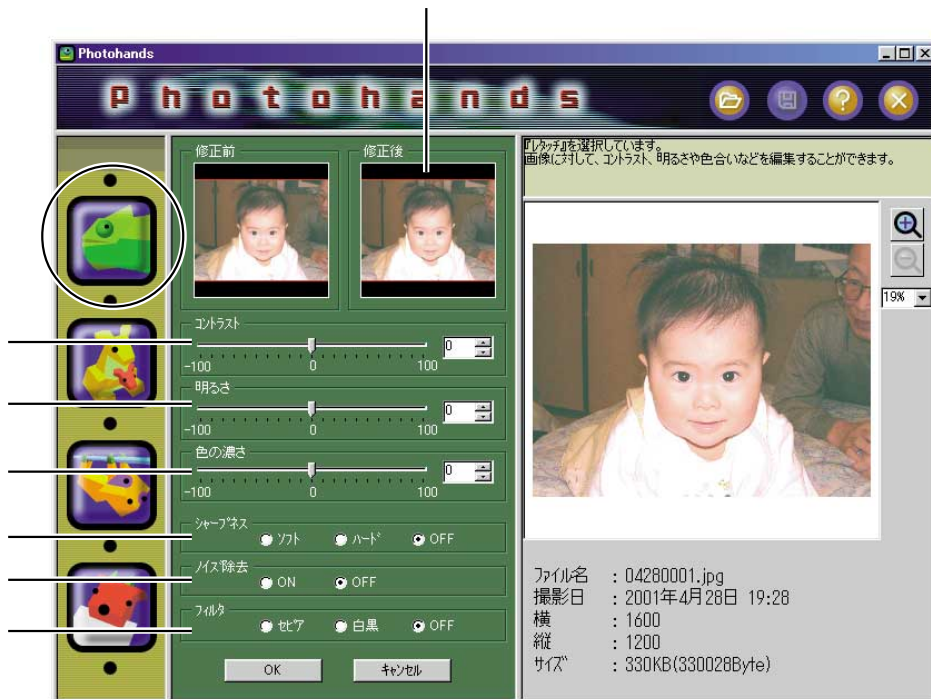 Photohands
Photohands
修正前
修正後
コントラスト
0
-100 0 100
明るさ
0
-100 0 100
色の濃さ
0
-100 0 100
シャープネス
ソフト ハード OFF
ノイズ除去
ON OFF
フィルタ
セピア 白黒 OFF
OK キャンセル
『レタッチ』を選択しています。
画像に対して、コントラスト、明るさや色合いなどを編集することができます。
19%
ファイル名 : 04280001.jpg
撮影日 : 2001年4月28日 19:28
横 : 1600
縦 : 1200
サイズ : 330KB(330028Byte)